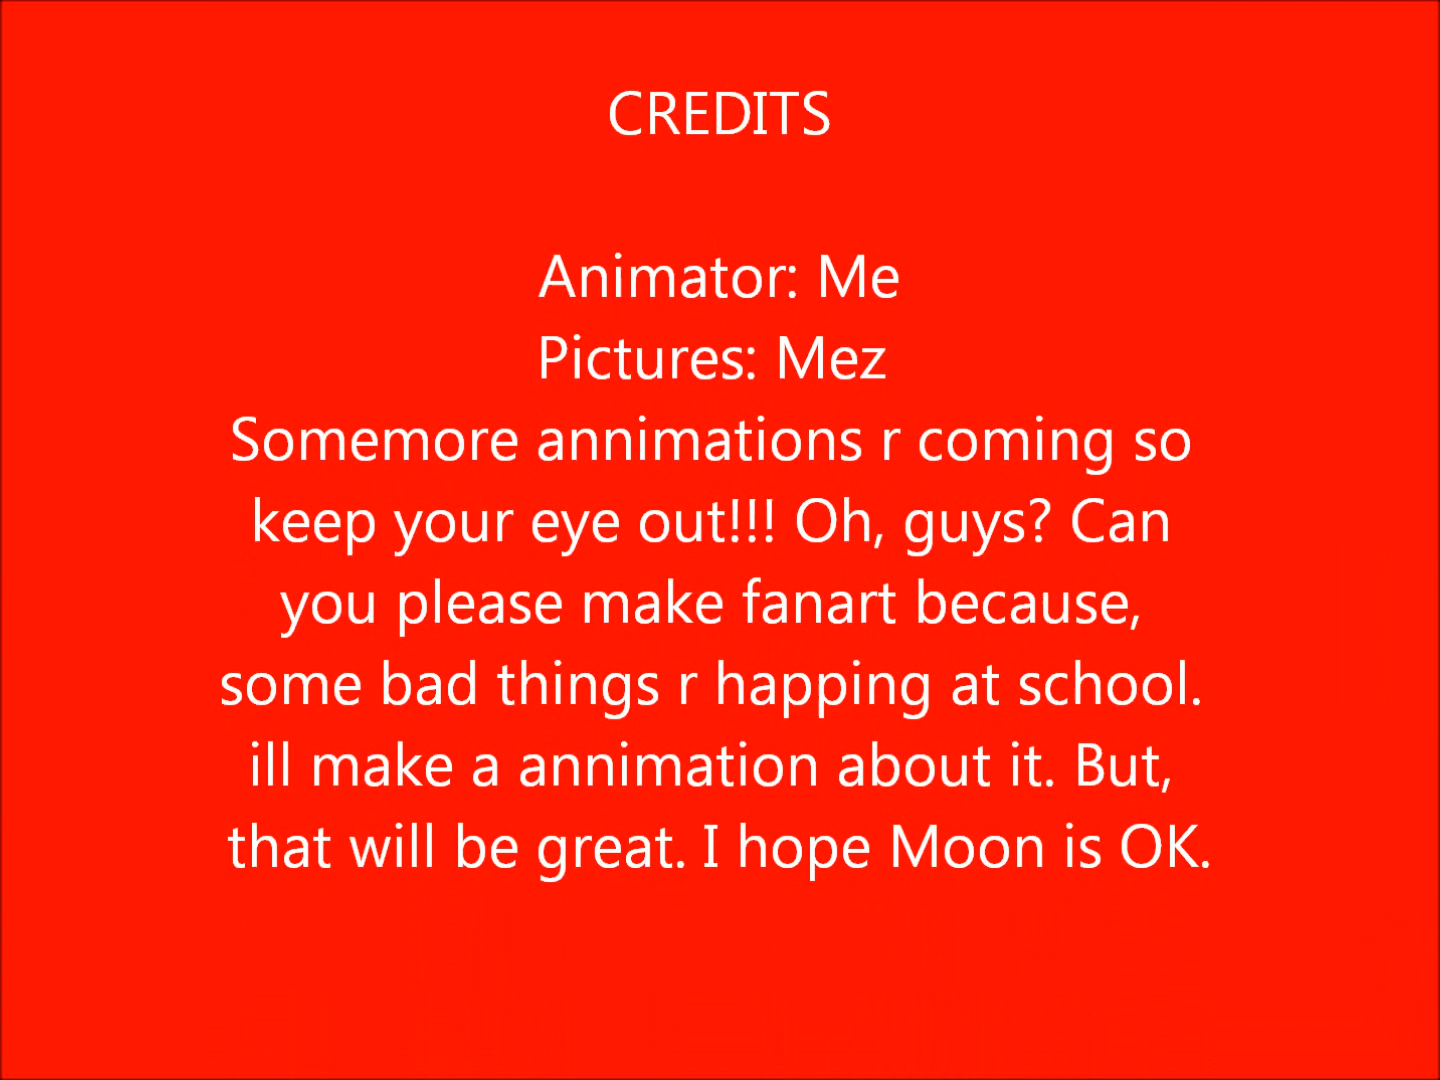 CREDITS
Animator: Me
Pictures: Mez
Somemore annimations r coming so
keep your eye out!!! Oh, guys? Can
you please make fanart because,
some bad things r happing at school.
ill make a annimation about it. But,
that will be great. I hope Moon is OK.